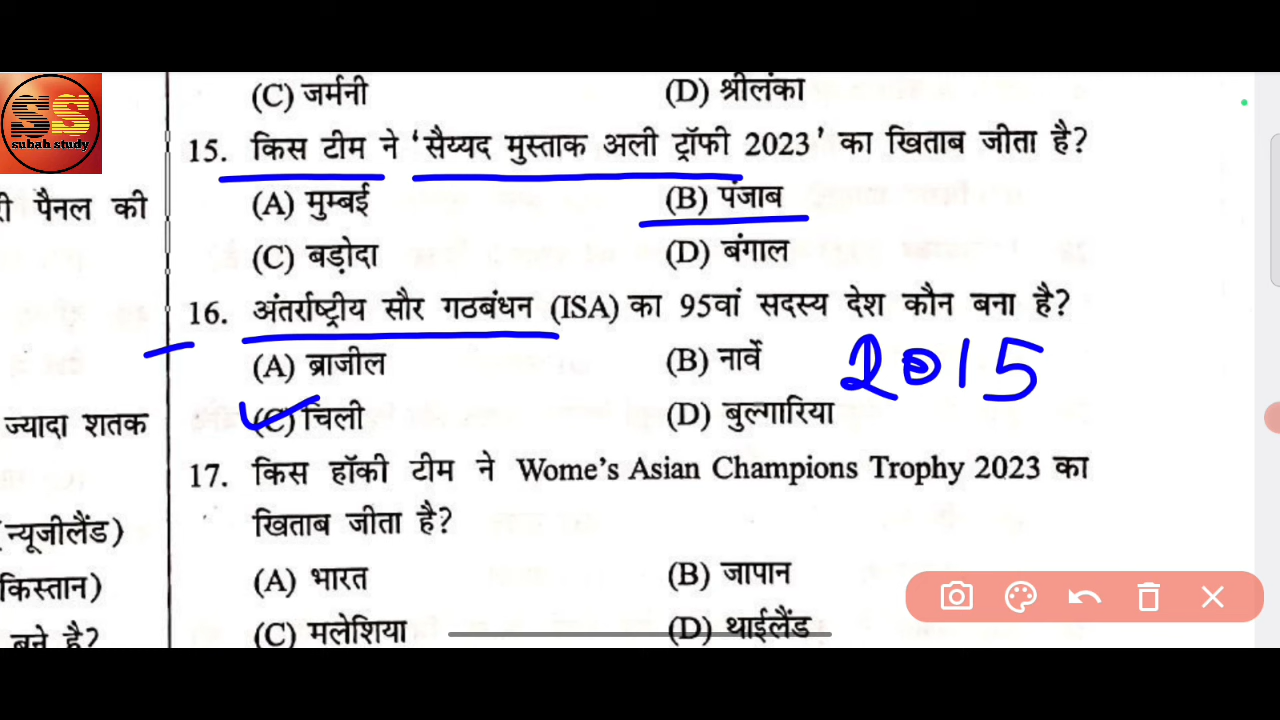 SS
subah study
(C) जर्मनी (D) श्रीलंका
15. किस टीम ने ‘सैय्यद मुस्ताक अली ट्रॉफी 2023’ का खिताब जीता है?
री पैनल की
(A) मुम्बई (B) पंजाब
(C) बड़ोदा (D) बंगाल
16. अंतर्राष्ट्रीय सौर गठबंधन (ISA) का 95वां सदस्य देश कौन बना है?
(A) ब्राजील (B) नार्वे 2015
ज्यादा शतक
(C) चिली (D) बुल्गारिया
17. किस हॉकी टीम ने Wome’s Asian Champions Trophy 2023 का
खिताब जीता है?
(न्यूजीलैंड)
(A) भारत (B) जापान
किस्तान)
(C) मलेशिया (D) थाईलैंड
बने है?